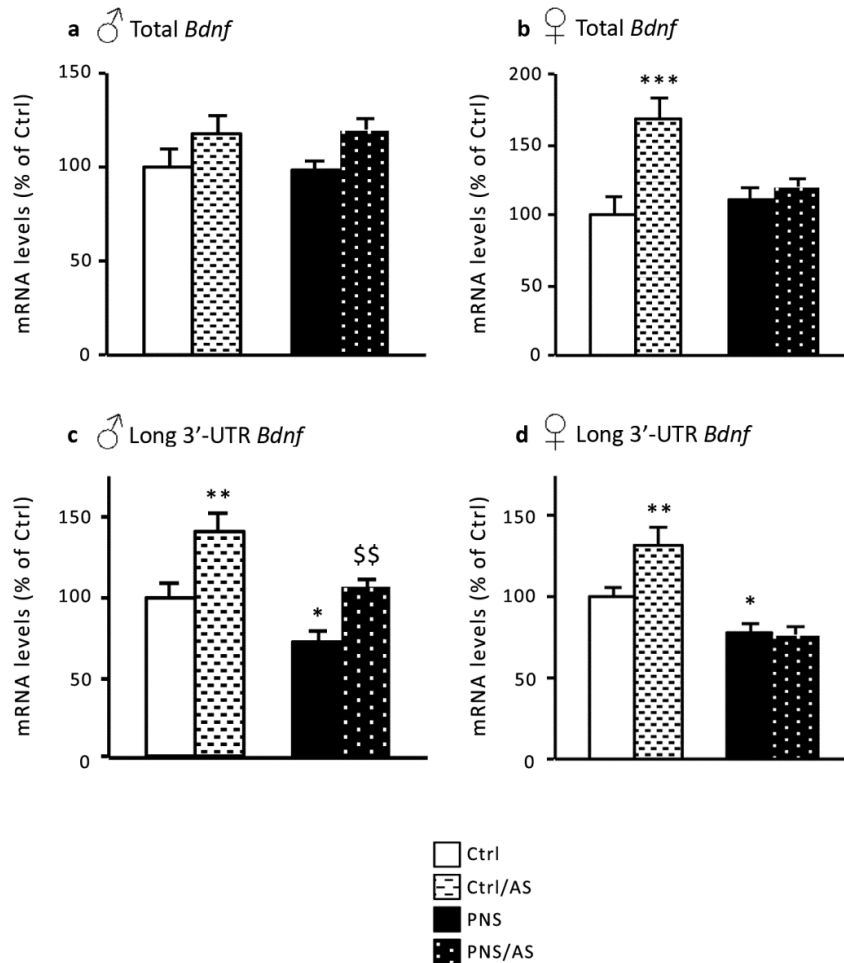 a ♂ Total Bdnf
150
100
50
0
mRNA levels (% of Ctrl)
b ♀ Total Bdnf
200
150
100
50
0
mRNA levels (% of Ctrl)
***
c ♂ Long 3’-UTR Bdnf
150
100
50
0
mRNA levels (% of Ctrl)
**
*
$$
d ♀ Long 3’-UTR Bdnf
150
100
50
0
mRNA levels (% of Ctrl)
**
*
Ctrl
Ctrl/AS
PNS
PNS/AS